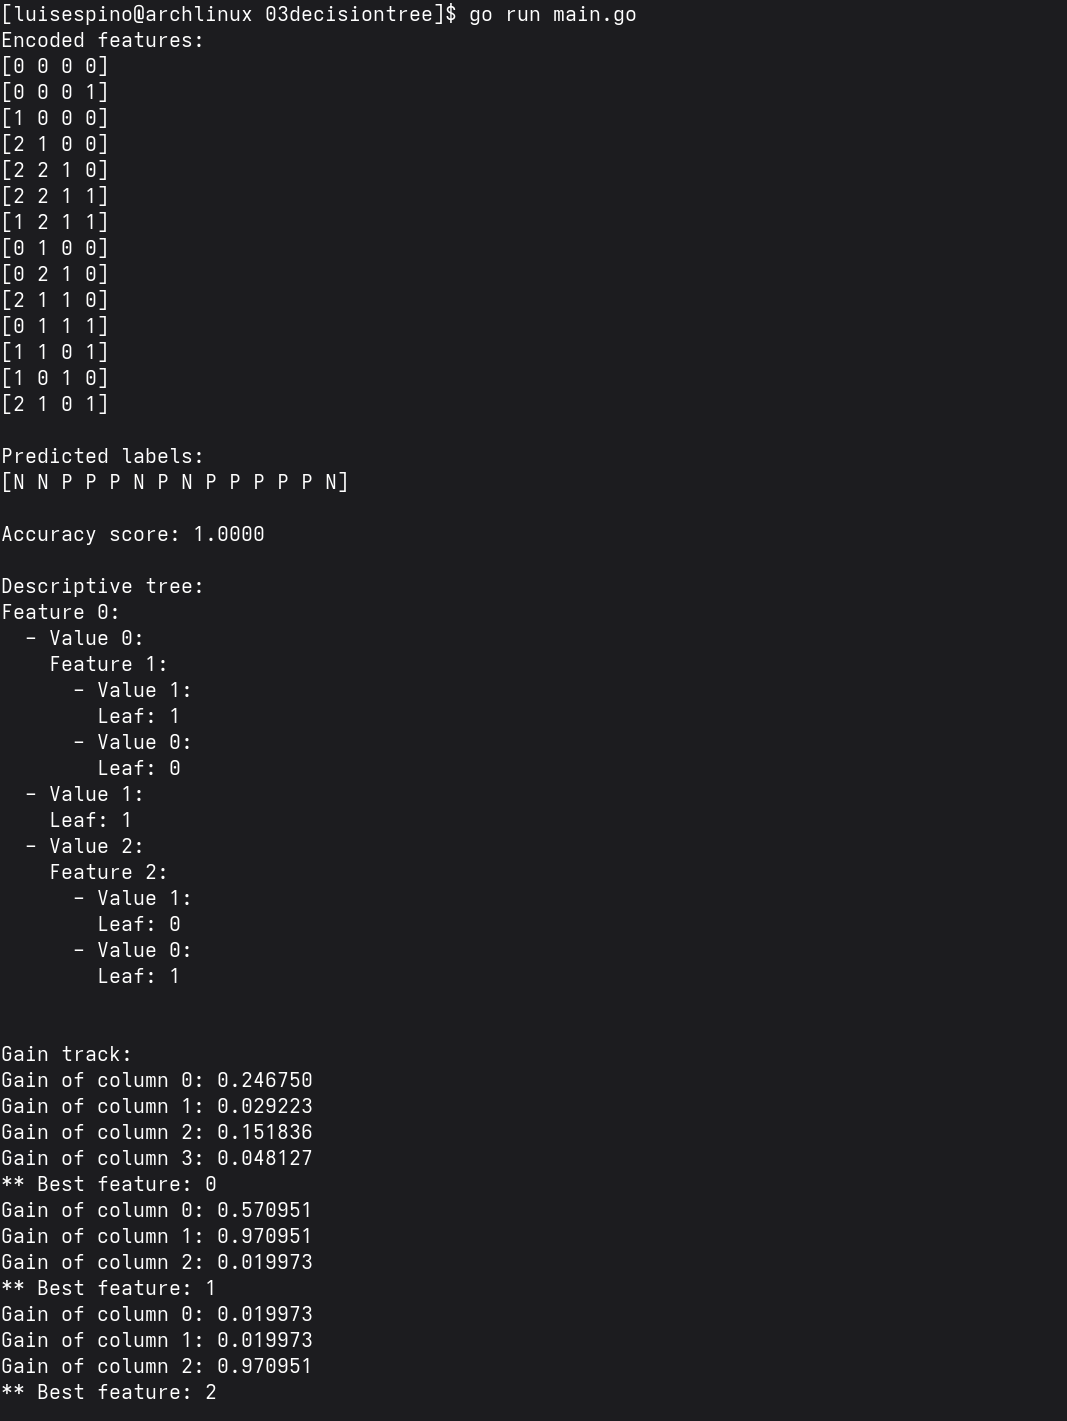 [luisespino@archlinux 03decisiontree]$ go run main.go
Encoded features:
[0 0 0 0]
[0 0 0 1]
[1 0 0 0]
[2 1 0 0]
[2 2 1 0]
[2 2 1 1]
[1 2 1 1]
[0 1 0 0]
[0 2 1 0]
[2 1 1 0]
[0 1 1 1]
[1 1 0 1]
[1 0 1 0]
[2 1 0 1]

Predicted labels:
[N N P P P N P N P P P P P N]

Accuracy score: 1.0000

Descriptive tree:
Feature 0:
  - Value 0:
    Feature 1:
      - Value 1:
        Leaf: 1
      - Value 0:
        Leaf: 0
  - Value 1:
    Leaf: 1
  - Value 2:
    Feature 2:
      - Value 1:
        Leaf: 0
      - Value 0:
        Leaf: 1

Gain track:
Gain of column 0: 0.246750
Gain of column 1: 0.029223
Gain of column 2: 0.151836
Gain of column 3: 0.048127
** Best feature: 0
Gain of column 0: 0.570951
Gain of column 1: 0.970951
Gain of column 2: 0.019973
** Best feature: 1
Gain of column 0: 0.019973
Gain of column 1: 0.019973
Gain of column 2: 0.970951
** Best feature: 2